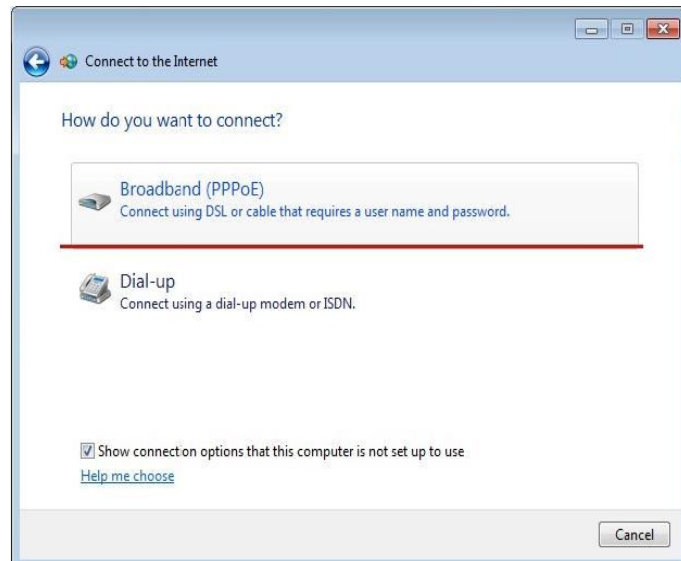 Connect to the Internet
How do you want to connect?
Broadband (PPPoE)
Connect using DSL or cable that requires a user name and password.
Dial-up
Connect using a dial-up modem or ISDN.
Show connection options that this computer is not set up to use
Help me choose
Cancel